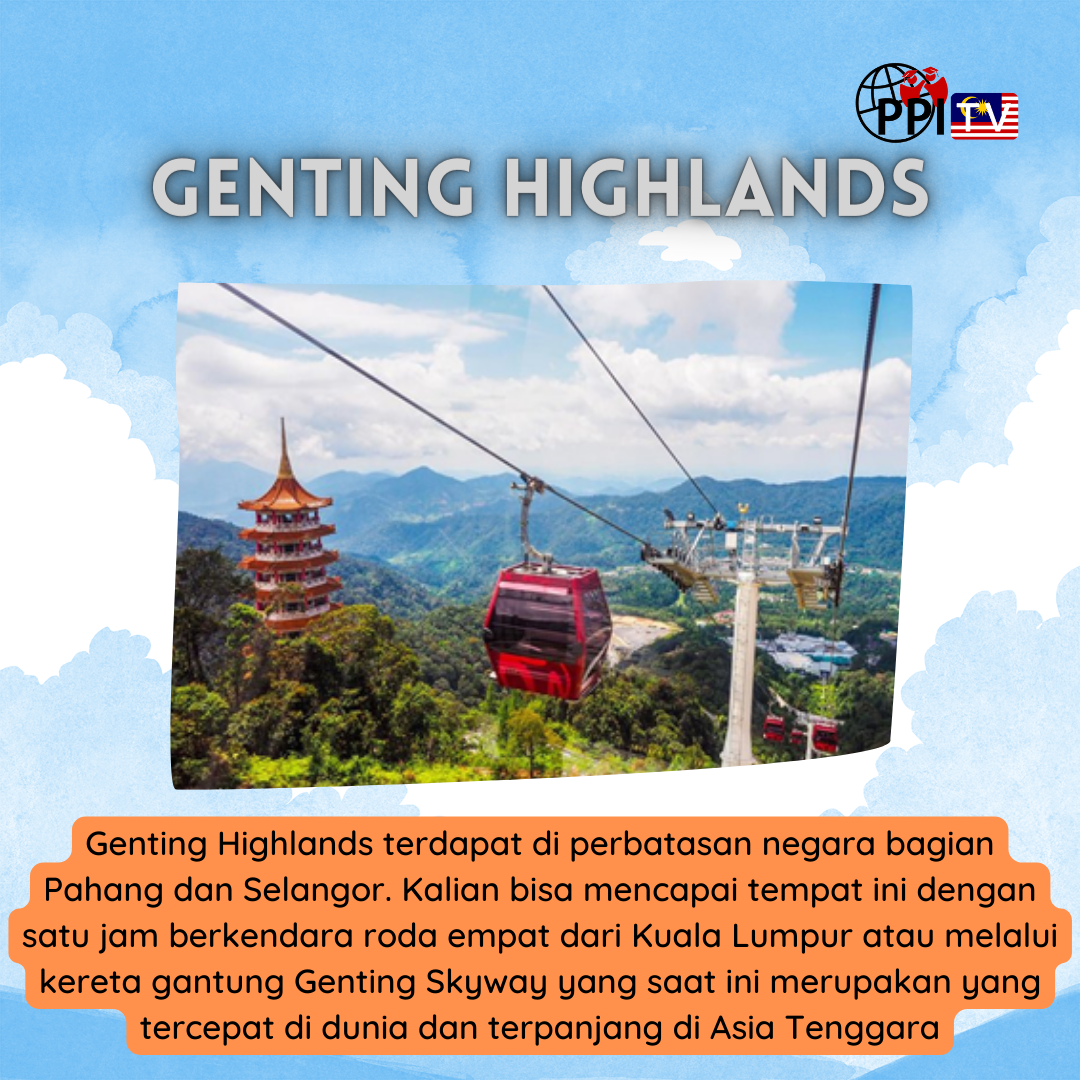 PPI TV
GENTING HIGHLANDS
Genting Highlands terdapat di perbatasan negara bagian
Pahang dan Selangor. Kalian bisa mencapai tempat ini dengan
satu jam berkendara roda empat dari Kuala Lumpur atau melalui
kereta gantung Genting Skyway yang saat ini merupakan yang
tercepat di dunia dan terpanjang di Asia Tenggara